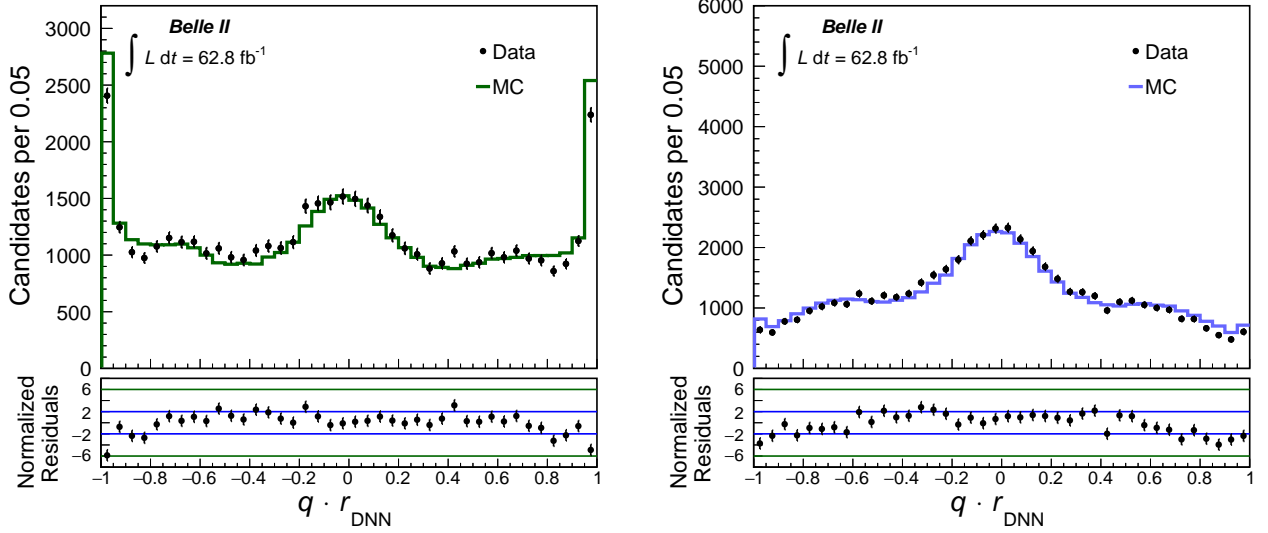 Belle II
∫ L dt = 62.8 fb⁻¹
Data
MC
Candidates per 0.05
3000
2500
2000
1500
1000
500
0
Normalized
Residuals
6
2
−2
−6
−1 −0.8 −0.6 −0.4 −0.2 0 0.2 0.4 0.6 0.8 1
q · r_DNN
Belle II
∫ L dt = 62.8 fb⁻¹
Data
MC
Candidates per 0.05
6000
5000
4000
3000
2000
1000
0
Normalized
Residuals
6
2
−2
−6
−1 −0.8 −0.6 −0.4 −0.2 0 0.2 0.4 0.6 0.8 1
q · r_DNN